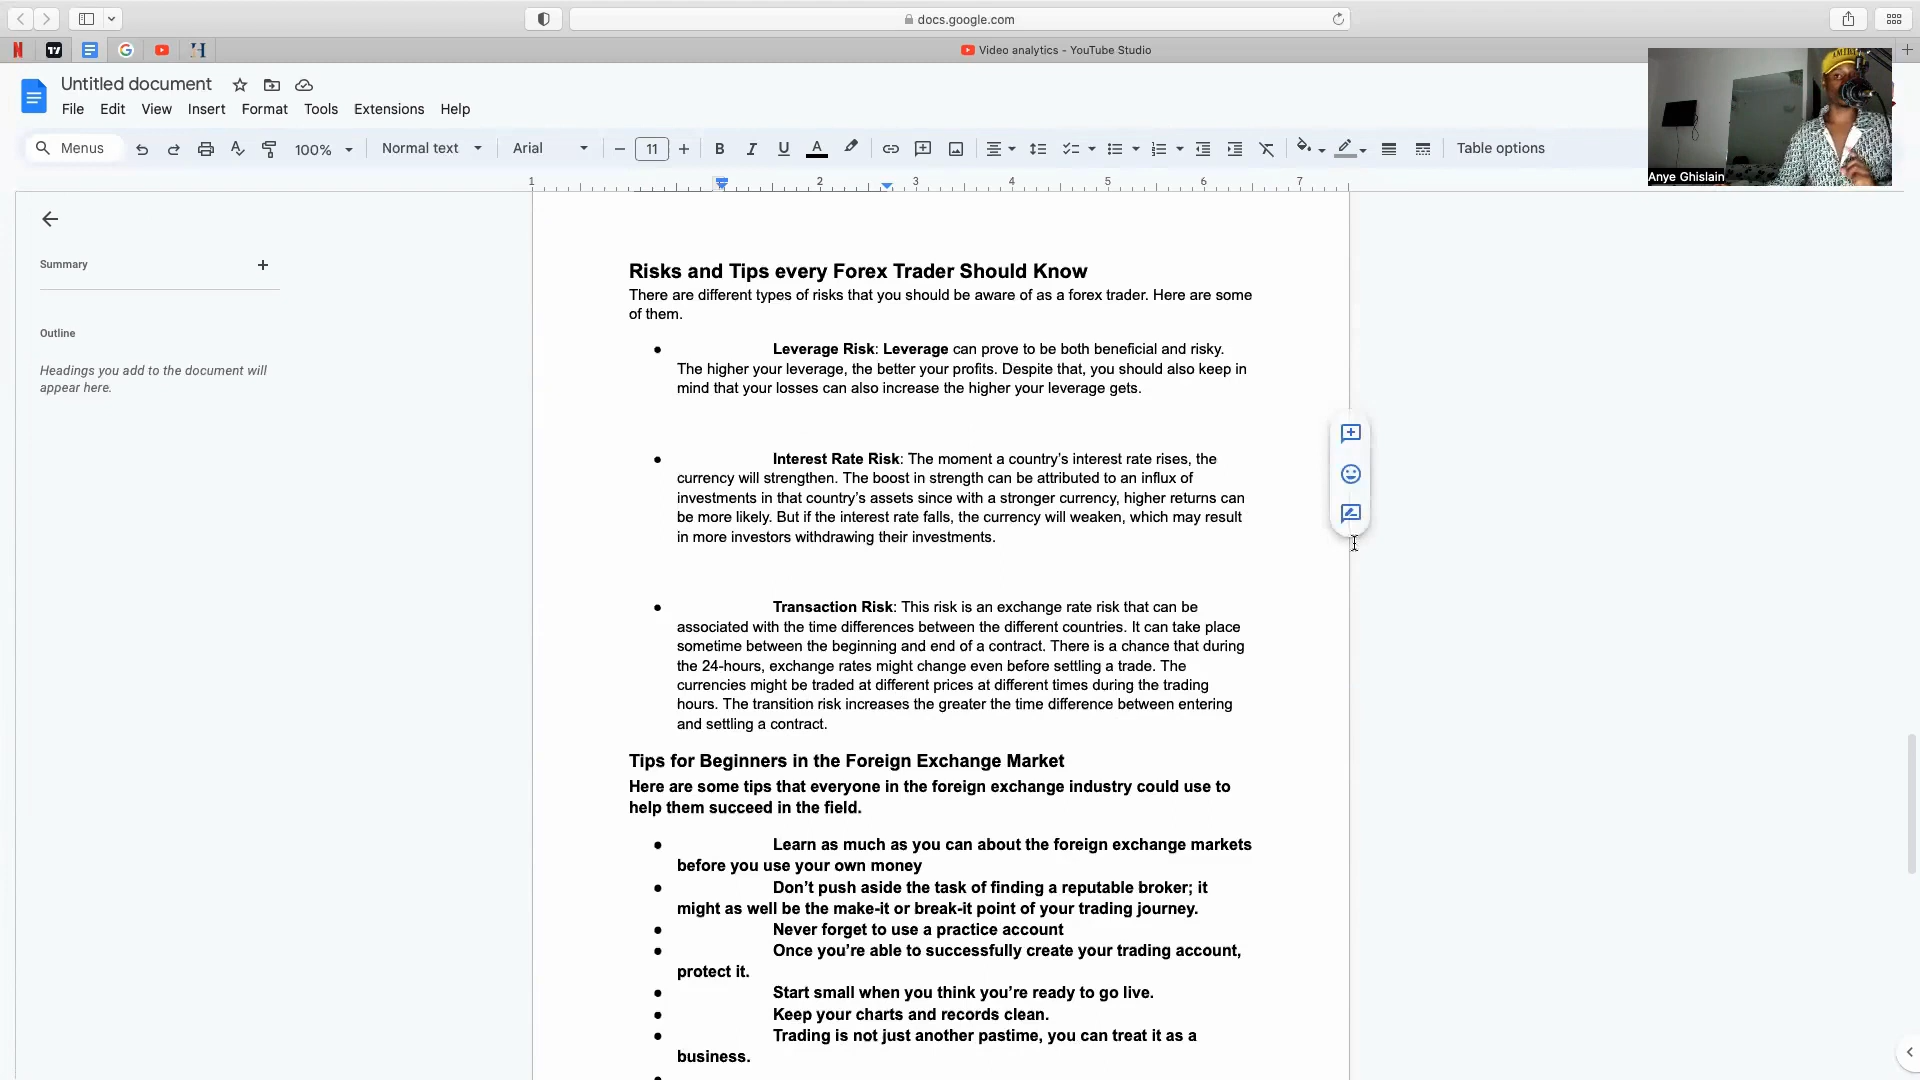 docs.google.com
Video analytics - YouTube Studio
Untitled document
File Edit View Insert Format Tools Extensions Help
Menus 100% Normal text Arial 11 Table options
1 2 3 4 5 6 7
Anye Ghislain
Summary
Outline
Headings you add to the document will
appear here.
Risks and Tips every Forex Trader Should Know
There are different types of risks that you should be aware of as a forex trader. Here are some
of them.
● Leverage Risk: Leverage can prove to be both beneficial and risky.
The higher your leverage, the better your profits. Despite that, you should also keep in
mind that your losses can also increase the higher your leverage gets.
● Interest Rate Risk: The moment a country’s interest rate rises, the
currency will strengthen. The boost in strength can be attributed to an influx of
investments in that country’s assets since with a stronger currency, higher returns can
be more likely. But if the interest rate falls, the currency will weaken, which may result
in more investors withdrawing their investments.
● Transaction Risk: This risk is an exchange rate risk that can be
associated with the time differences between the different countries. It can take place
sometime between the beginning and end of a contract. There is a chance that during
the 24-hours, exchange rates might change even before settling a trade. The
currencies might be traded at different prices at different times during the trading
hours. The transition risk increases the greater the time difference between entering
and settling a contract.
Tips for Beginners in the Foreign Exchange Market
Here are some tips that everyone in the foreign exchange industry could use to
help them succeed in the field.
● Learn as much as you can about the foreign exchange markets
before you use your own money
● Don’t push aside the task of finding a reputable broker; it
might as well be the make-it or break-it point of your trading journey.
● Never forget to use a practice account
● Once you’re able to successfully create your trading account,
protect it.
● Start small when you think you’re ready to go live.
● Keep your charts and records clean.
● Trading is not just another pastime, you can treat it as a
business.